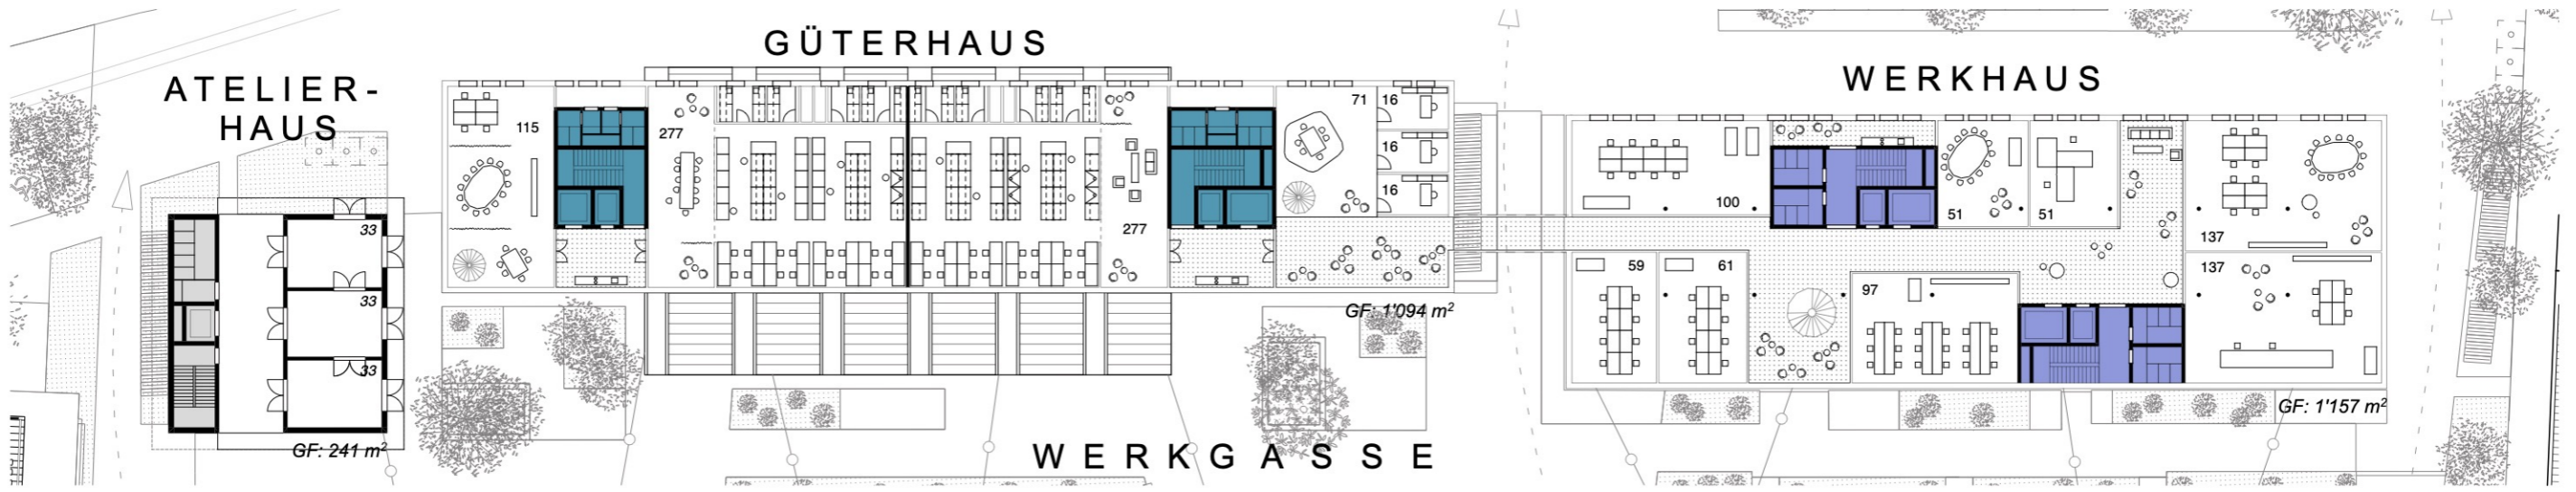 ATELIER-
HAUS
33
33
33
GF: 241 m²
GÜTERHAUS
115
277
277
71
16
16
16
GF: 1'094 m²
WERKGASSE
WERKHAUS
100
51
51
137
137
59
61
97
GF: 1'157 m²